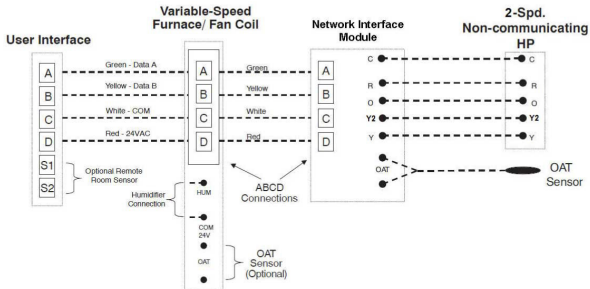 Variable-Speed
Furnace/ Fan Coil
Network Interface
Module
2-Spd.
Non-communicating
HP
User Interface
A
Green - Data A
A
Green
A
B
Yellow - Data B
B
Yellow
B
C
White - COM
C
White
C
D
Red - 24VAC
D
Red
D
C
C
R
R
O
O
Y2
Y2
Y
Y
S1
S2
Optional Remote
Room Sensor
Humidifier
Connection
HUM
COM
24V
ABCD
Connections
OAT
OAT
Sensor
OAT
OAT
Sensor
(Optional)